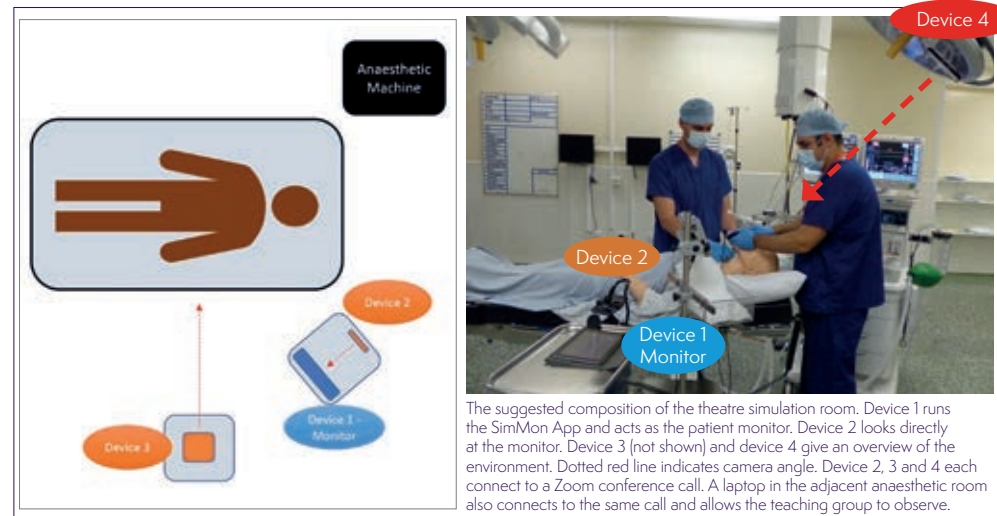 Anaesthetic
Machine
Device 2
Device 1 -
Monitor
Device 3
Device 4
Device 2
Device 1
Monitor
The suggested composition of the theatre simulation room. Device 1 runs
the SimMon App and acts as the patient monitor. Device 2 looks directly
at the monitor. Device 3 (not shown) and device 4 give an overview of the
environment. Dotted red line indicates camera angle. Device 2, 3 and 4 each
connect to a Zoom conference call. A laptop in the adjacent anaesthetic room
also connects to the same call and allows the teaching group to observe.